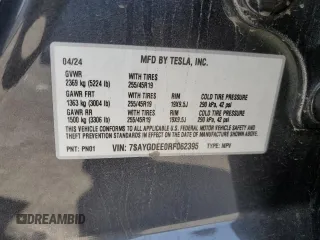 04/24 MFD BY TESLA, INC.
GVWR
2369 kg (5224 lb) WITH TIRES 255/45R19
GAWR FRT WITH TIRES RIM COLD TIRE PRESSURE
1363 kg (3004 lb) 255/45R19 19X9.5J 290 kPa, 42 psi
GAWR RR WITH TIRES RIM COLD TIRE PRESSURE
1500 kg (3306 lb) 255/45R19 19X9.5J 290 kPa, 42 psi
THIS VEHICLE CONFORMS TO ALL APPLICABLE U.S. FEDERAL MOTOR VEHICLE SAFETY
THEFT PREVENTION STANDARDS IN EFFECT ON THE DATE OF MANUFACTURE SHOWN ABOVE
PNT: PN01 VIN: 7SAYGDEE0RF062395 TYPE: MPV
DREAMBID